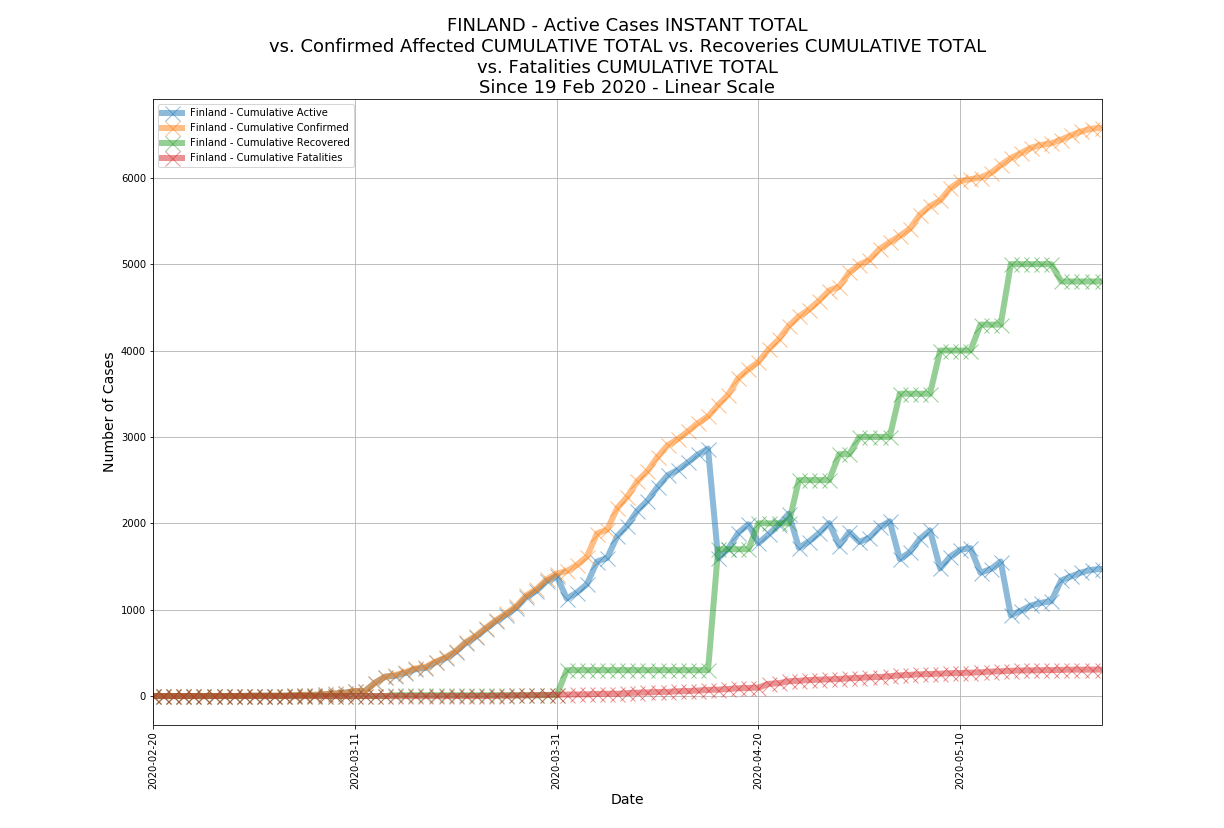 FINLAND - Active Cases INSTANT TOTAL
vs. Confirmed Affected CUMULATIVE TOTAL vs. Recoveries CUMULATIVE TOTAL
vs. Fatalities CUMULATIVE TOTAL
Since 19 Feb 2020 - Linear Scale
Finland - Cumulative Active
Finland - Cumulative Confirmed
Finland - Cumulative Recovered
Finland - Cumulative Fatalities
Number of Cases
6000
5000
4000
3000
2000
1000
0
2020-02-20
2020-03-11
2020-03-31
2020-04-20
2020-05-10
Date